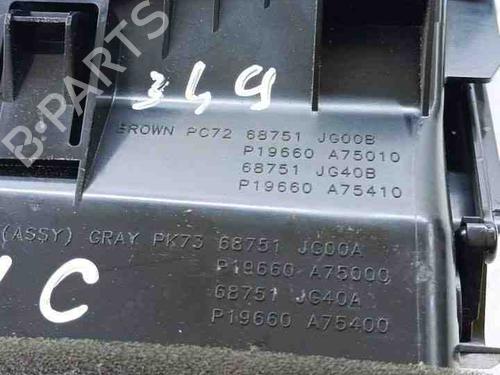 B-PARTS
349
BROWN PC72 68751 JG00B
P19660 A75010
68751 JG40B
P19660 A75410
(ASSY) GRAY PK73 68751 JG00A
P19660 A75000
68751 JG40A
P19660 A75400
C